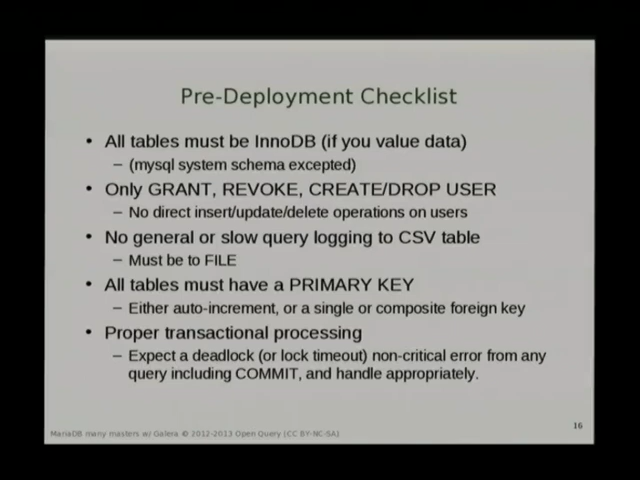 Pre-Deployment Checklist
• All tables must be InnoDB (if you value data)
– (mysql system schema excepted)
• Only GRANT, REVOKE, CREATE/DROP USER
– No direct insert/update/delete operations on users
• No general or slow query logging to CSV table
– Must be to FILE
• All tables must have a PRIMARY KEY
– Either auto-increment, or a single or composite foreign key
• Proper transactional processing
– Expect a deadlock (or lock timeout) non-critical error from any
query including COMMIT, and handle appropriately.
16
MariaDB many masters w/ Galera © 2012-2013 Open Query (CC BY-NC-SA)